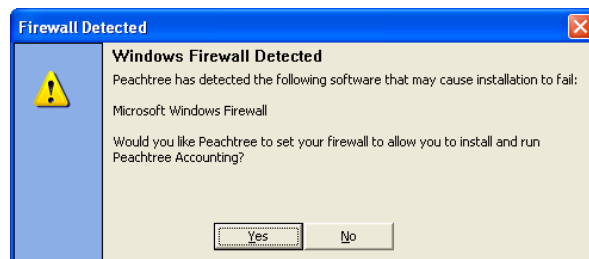 Firewall Detected
Windows Firewall Detected
Peachtree has detected the following software that may cause installation to fail:
Microsoft Windows Firewall
Would you like Peachtree to set your firewall to allow you to install and run
Peachtree Accounting?
Yes No